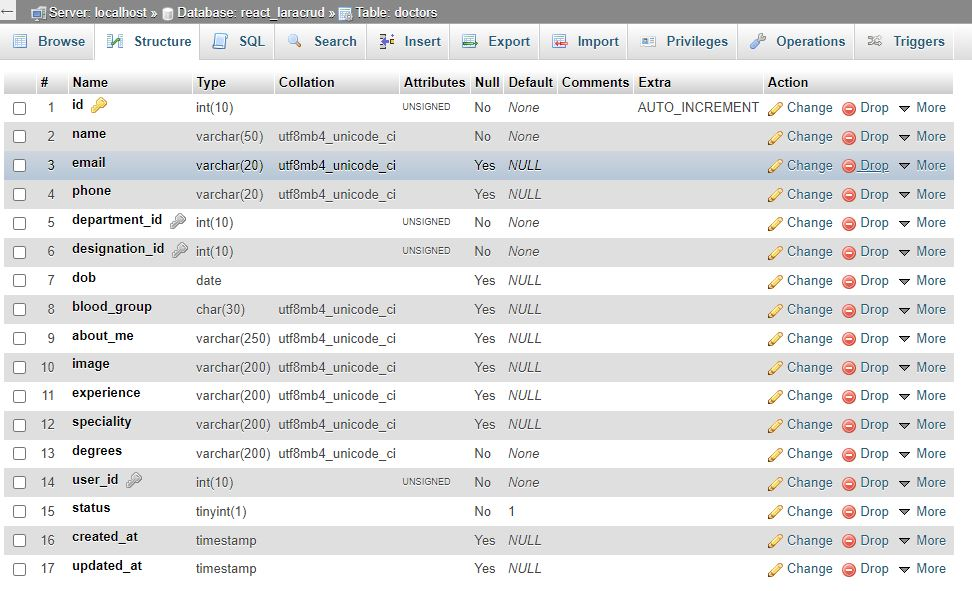 Server: localhost » Database: react_laracrud » Table: doctors
Browse Structure SQL Search Insert Export Import Privileges Operations Triggers
# Name Type Collation Attributes Null Default Comments Extra Action
1 id int(10) UNSIGNED No None AUTO_INCREMENT Change Drop More
2 name varchar(50) utf8mb4_unicode_ci No None Change Drop More
3 email varchar(20) utf8mb4_unicode_ci Yes NULL Change Drop More
4 phone varchar(20) utf8mb4_unicode_ci Yes NULL Change Drop More
5 department_id int(10) UNSIGNED No None Change Drop More
6 designation_id int(10) UNSIGNED No None Change Drop More
7 dob date Yes NULL Change Drop More
8 blood_group char(30) utf8mb4_unicode_ci Yes NULL Change Drop More
9 about_me varchar(250) utf8mb4_unicode_ci Yes NULL Change Drop More
10 image varchar(200) utf8mb4_unicode_ci Yes NULL Change Drop More
11 experience varchar(200) utf8mb4_unicode_ci Yes NULL Change Drop More
12 speciality varchar(200) utf8mb4_unicode_ci Yes NULL Change Drop More
13 degrees varchar(200) utf8mb4_unicode_ci No None Change Drop More
14 user_id int(10) UNSIGNED No None Change Drop More
15 status tinyint(1) No 1 Change Drop More
16 created_at timestamp Yes NULL Change Drop More
17 updated_at timestamp Yes NULL Change Drop More